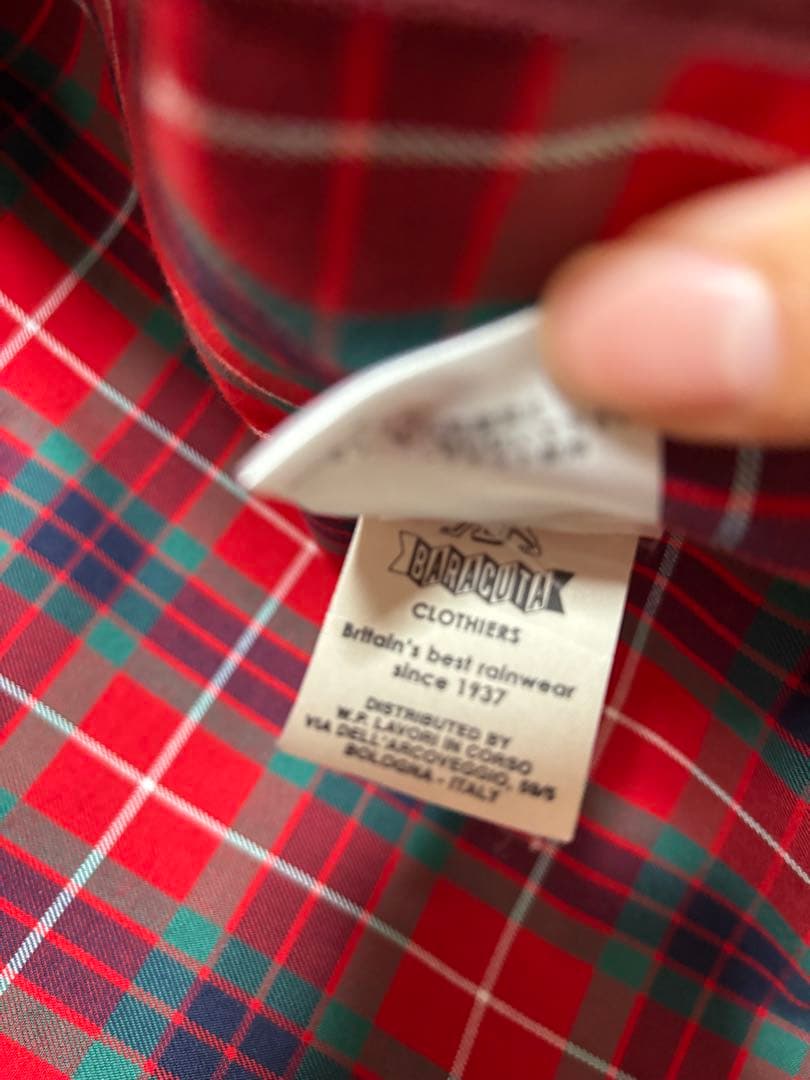 BARACUTA
CLOTHIERS
Britain's best rainwear
since 1937
DISTRIBUTED BY
W.P. LAVORI IN CORSO
VIA DELL'ARCOVEGGIO, 59/5
BOLOGNA - ITALY